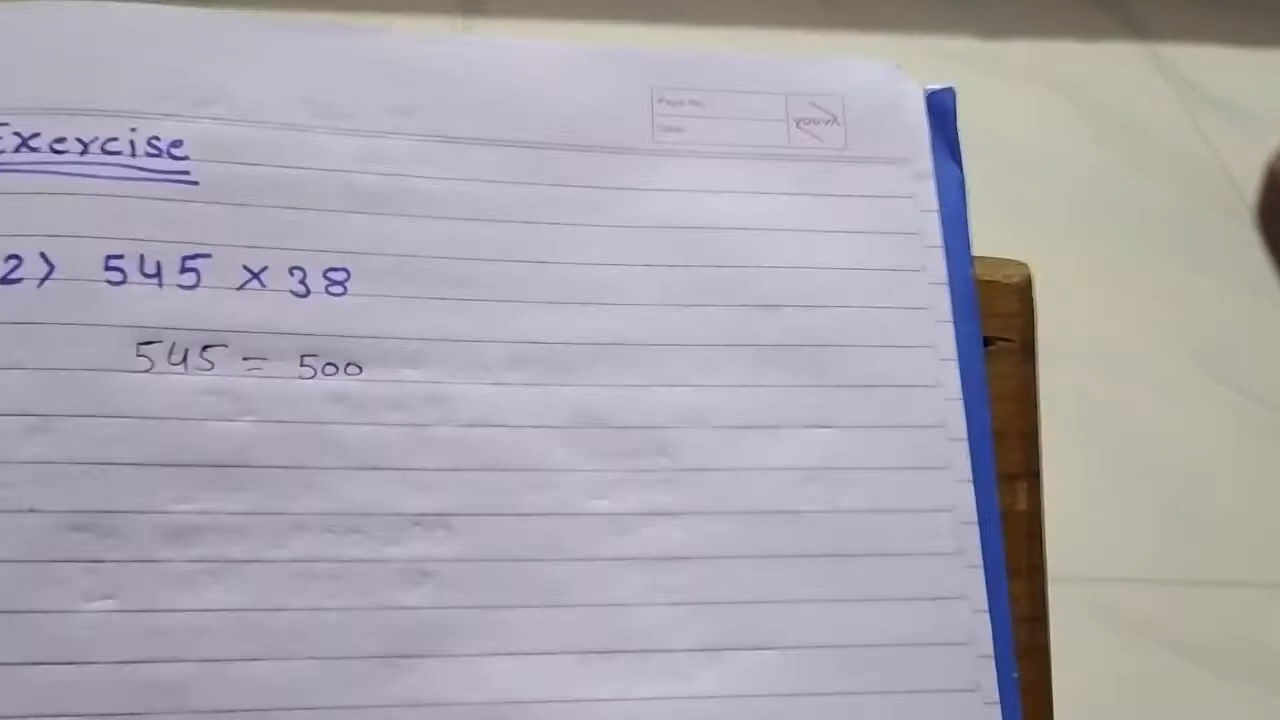 Exercise
2) 545 × 38
545 = 500